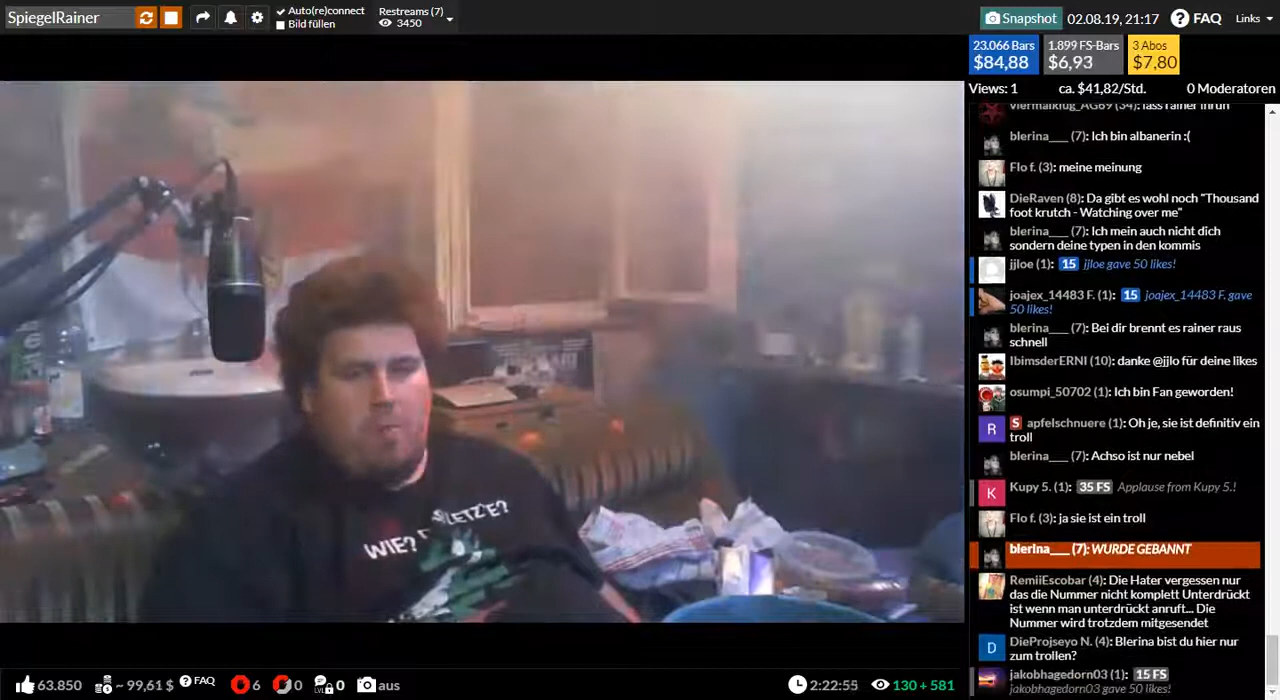 SpiegelRainer
Auto(re)connect
Bild füllen
Restreams (7)
3450
Snapshot
02.08.19, 21:17
FAQ
Links
23.066 Bars
$84,88
1.899 FS-Bars
$6,93
3 Abos
$7,80
Views: 1
ca. $41,82/Std.
0 Moderatoren
viermalkrug_AG69 (34): lass rainer inruh
blerina___ (7): Ich bin albanerin :(
Flo f. (3): meine meinung
DieRaven (8): Da gibt es wohl noch "Thousand
foot krutch - Watching over me"
blerina___ (7): Ich mein auch nicht dich
sondern deine typen in den kommis
jjloe (1): 15 jjloe gave 50 likes!
joajex_14483 F. (1): 15 joajex_14483 F. gave
50 likes!
blerina___ (7): Bei dir brennt es rainer raus
schnell
IbimsderERNI (10): danke @jjlo für deine likes
osumpi_50702 (1): Ich bin Fan geworden!
R
S apfelschnuere (1): Oh je, sie ist definitiv ein
troll
blerina___ (7): Achso ist nur nebel
K
Kupy 5. (1): 35 FS Applause from Kupy 5.!
Flo f. (3): ja sie ist ein troll
blerina___ (7): WURDE GEBANNT
RemiiEscobar (4): Die Hater vergessen nur
das die Nummer nicht komplett Unterdrückt
ist wenn man unterdrückt anruft... Die
Nummer wird trotzdem mitgesendet
D
DieProjseyo N. (4): Blerina bist du hier nur
zum trollen?
jakobhagedorn03 (1): 15 FS
jakobhagedorn03 gave 50 likes!
WIE?
63.850
~ 99,61 $
FAQ
6
0
LVL
0
aus
2:22:55
130 + 581